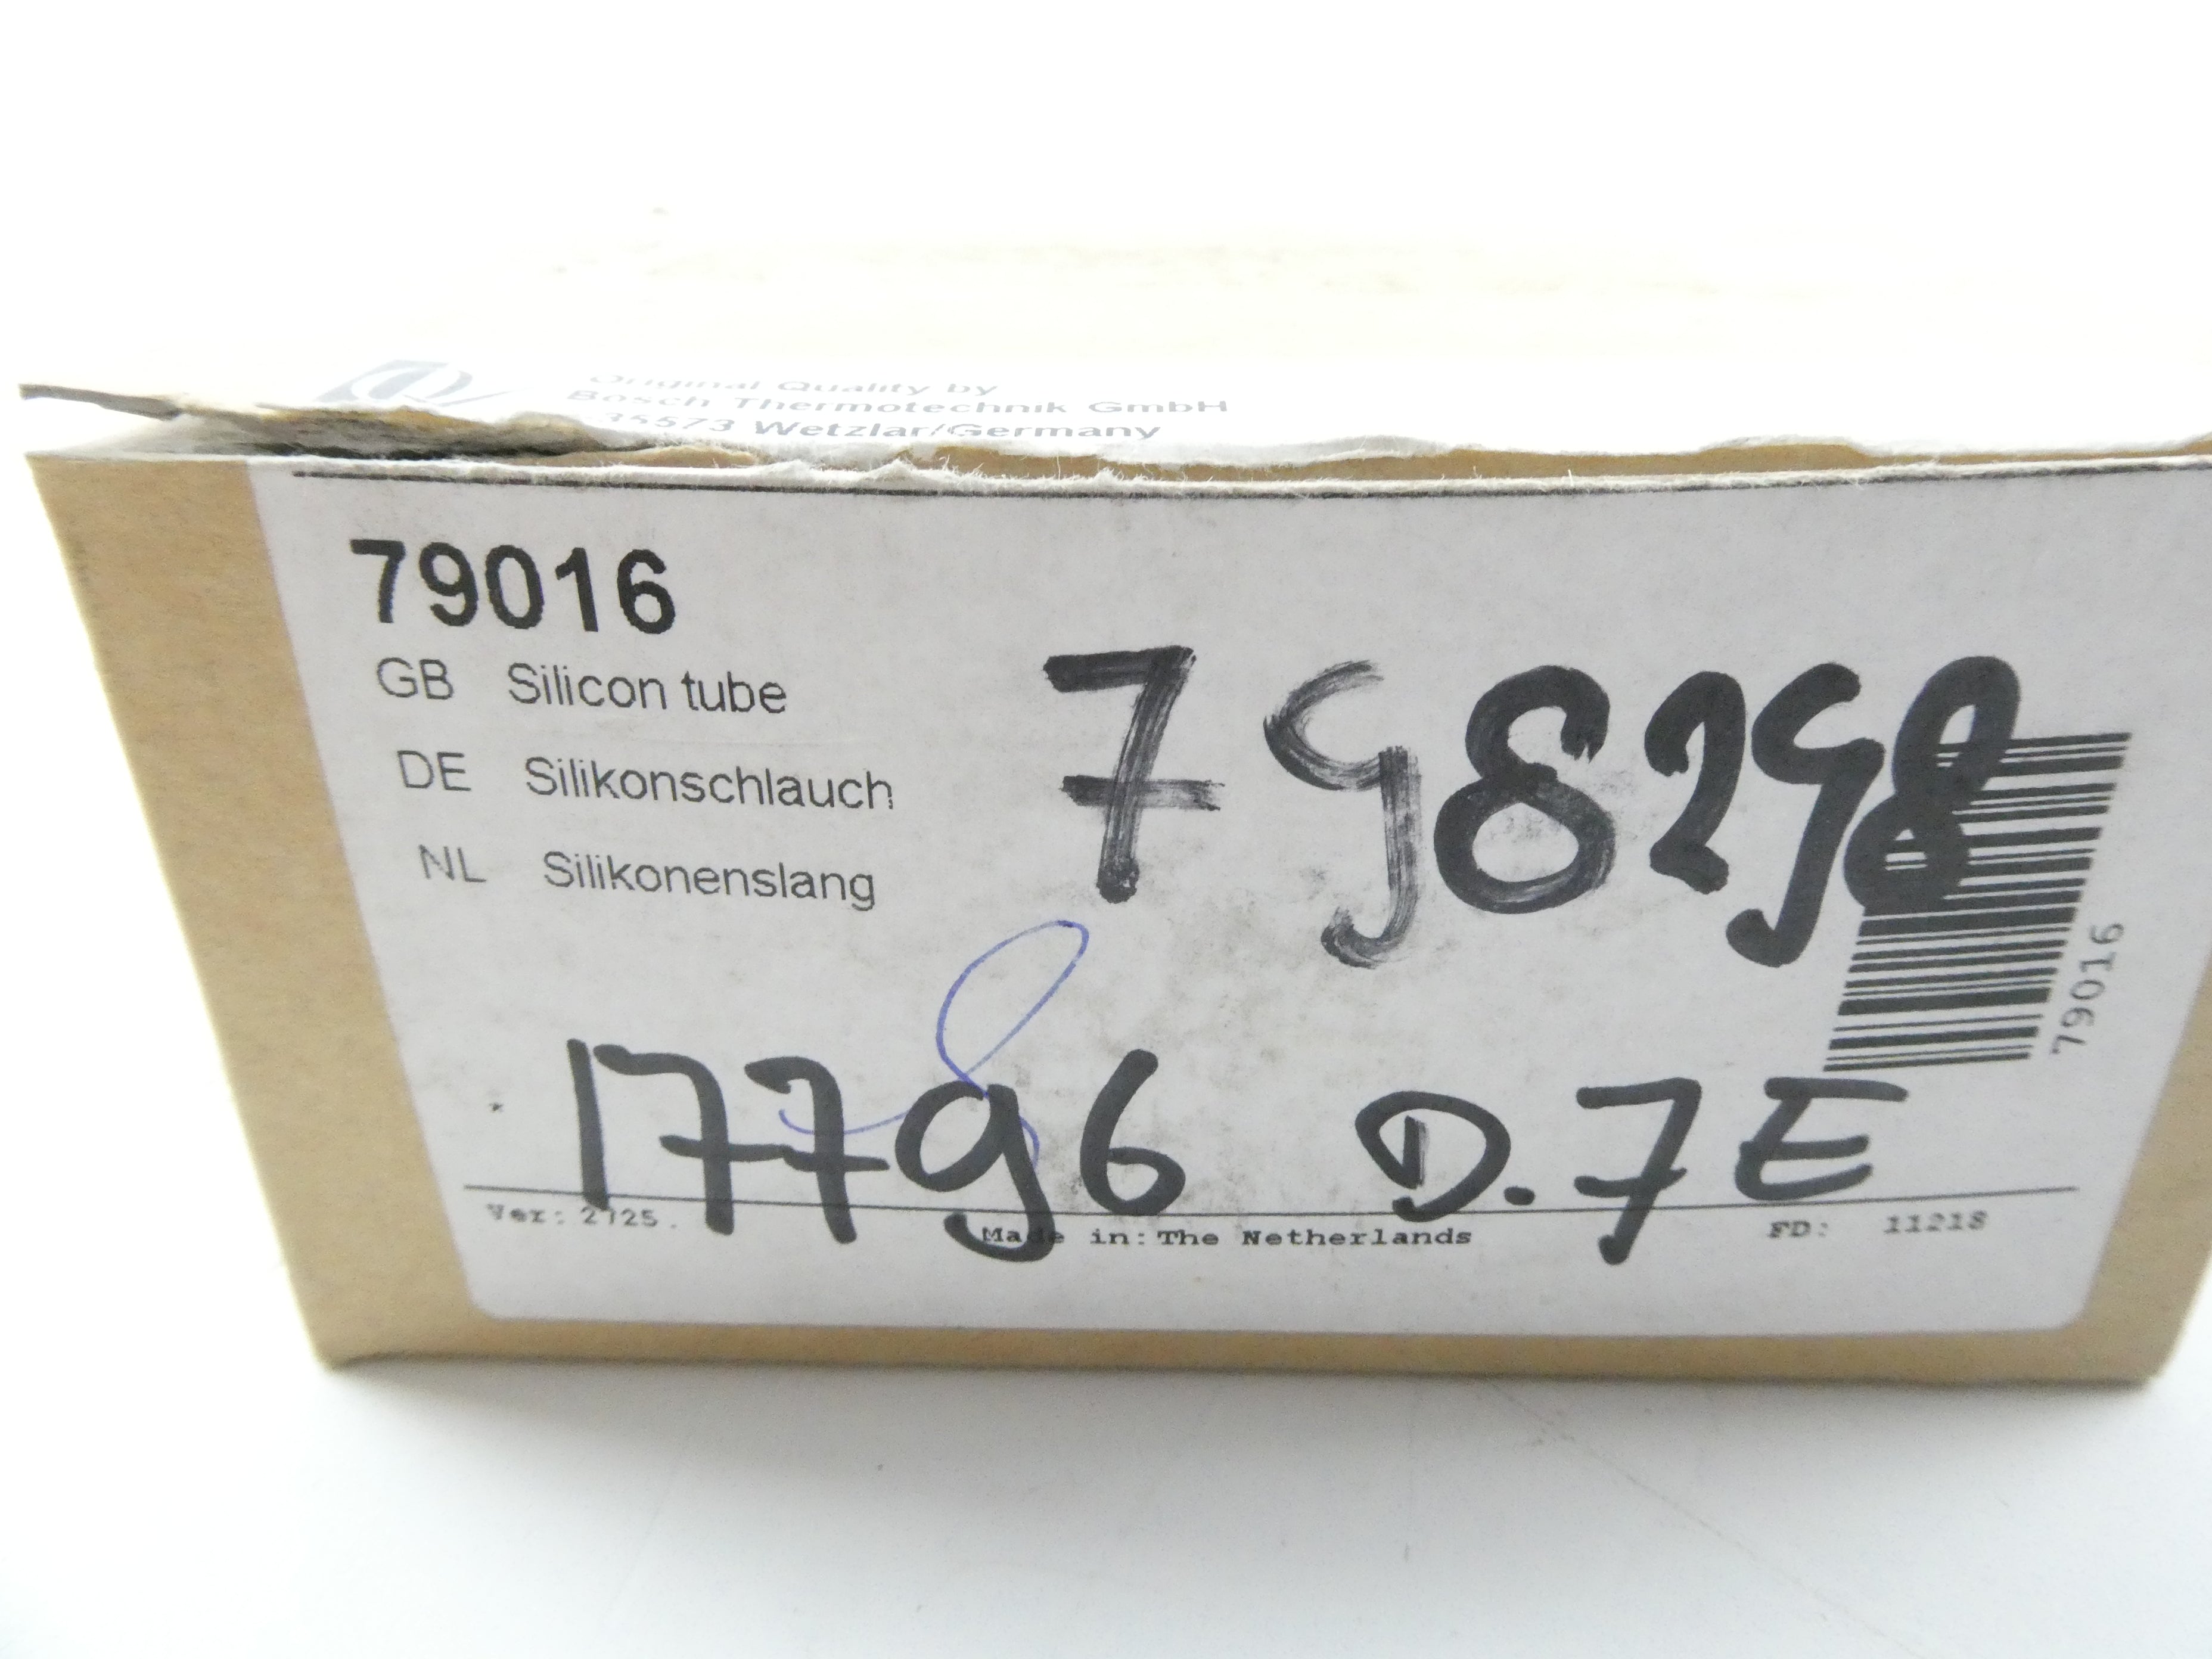 Original Quality by
Bosch Thermotechnik GmbH
35573 Wetzlar/Germany
79016
GB Silicon tube
DE Silikonschlauch
NL Silikonenslang
798298
79016
17796 D.7E
Ver: 2725.
Made in: The Netherlands
FD: 11218